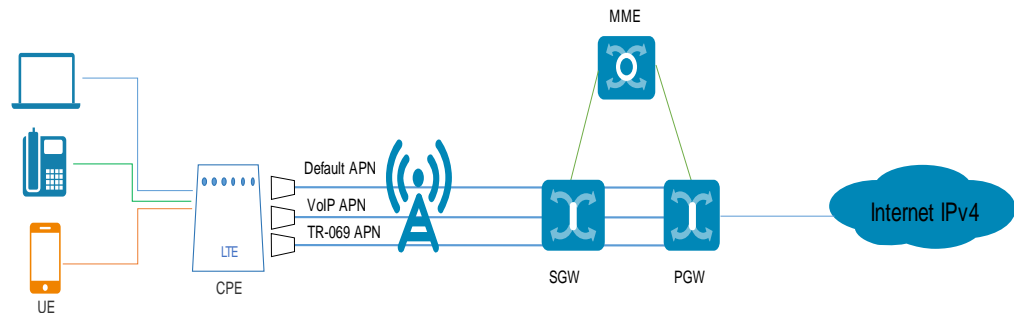 MME
Default APN
VoIP APN
TR-069 APN
LTE
Internet IPv4
SGW
PGW
CPE
UE